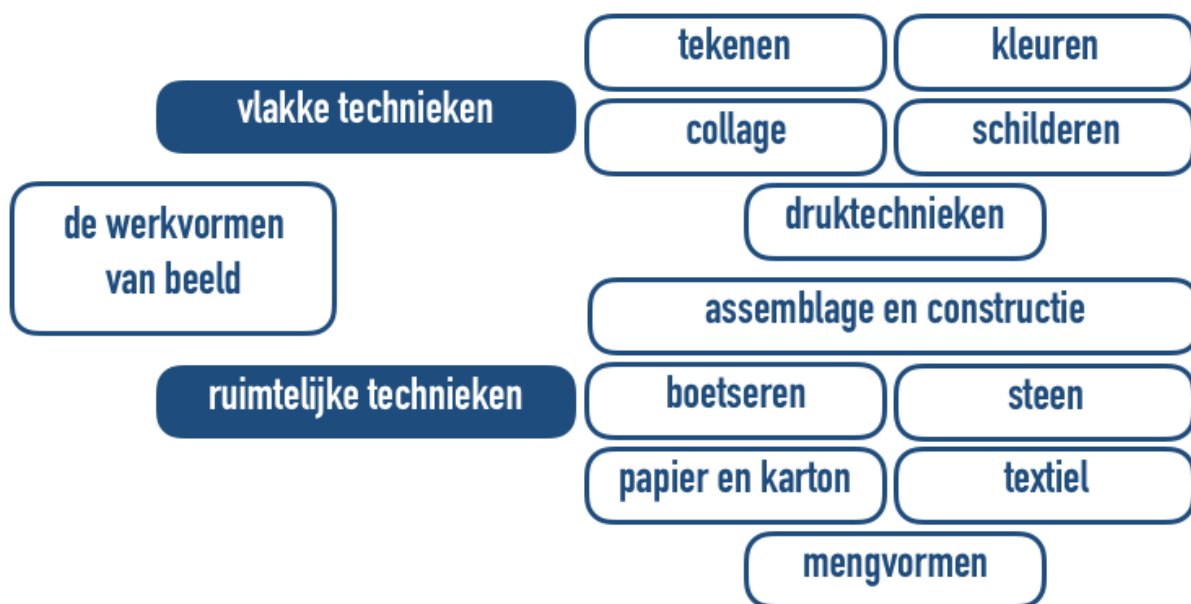 tekenen
kleuren
vlakke technieken
collage
schilderen
druktechnieken
de werkvormen
van beeld
assemblage en constructie
ruimtelijke technieken
boetseren
steen
papier en karton
textiel
mengvormen